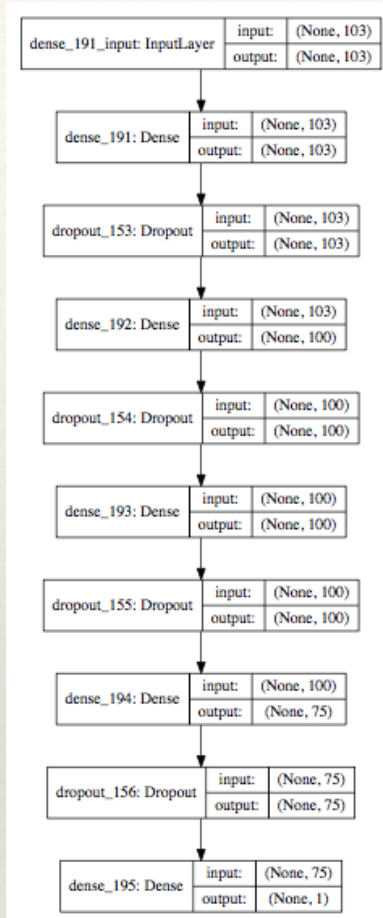 dense_191_input: InputLayer input: (None, 103)
output: (None, 103)
dense_191: Dense input: (None, 103)
output: (None, 103)
dropout_153: Dropout input: (None, 103)
output: (None, 103)
dense_192: Dense input: (None, 103)
output: (None, 100)
dropout_154: Dropout input: (None, 100)
output: (None, 100)
dense_193: Dense input: (None, 100)
output: (None, 100)
dropout_155: Dropout input: (None, 100)
output: (None, 100)
dense_194: Dense input: (None, 100)
output: (None, 75)
dropout_156: Dropout input: (None, 75)
output: (None, 75)
dense_195: Dense input: (None, 75)
output: (None, 1)